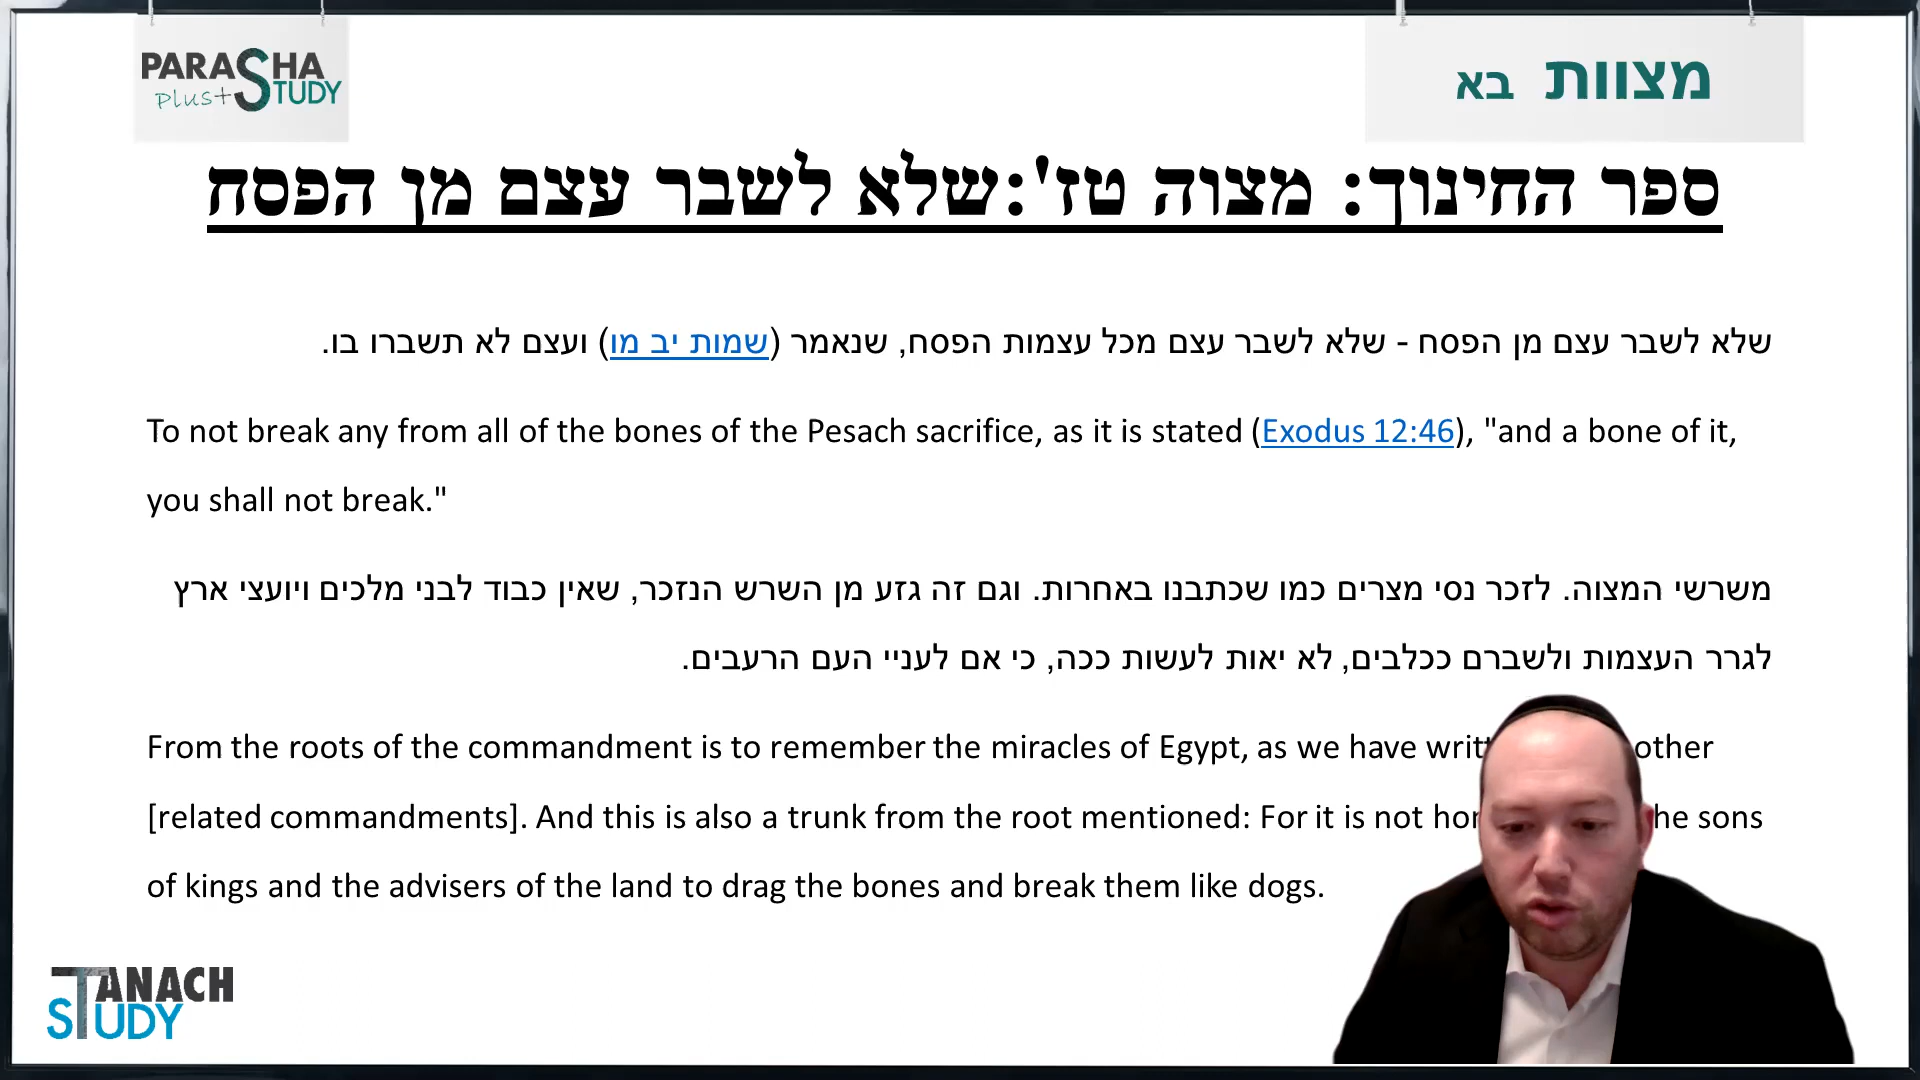 PARASHA
plus+ STUDY
מצוות בא
ספר החינוך: מצוה טז':שלא לשבר עצם מן הפסח
שלא לשבר עצם מן הפסח - שלא לשבר עצם מכל עצמות הפסח, שנאמר (שמות יב מו) ועצם לא תשברו בו.
To not break any from all of the bones of the Pesach sacrifice, as it is stated (Exodus 12:46), "and a bone of it,
you shall not break."
משרשי המצוה. לזכר נסי מצרים כמו שכתבנו באחרות. וגם זה גזע מן השרש הנזכר, שאין כבוד לבני מלכים ויועצי ארץ
לגרר העצמות ולשברם ככלבים, לא יאות לעשות ככה, כי אם לעניי העם הרעבים.
From the roots of the commandment is to remember the miracles of Egypt, as we have other
[related commandments]. And this is also a trunk from the root mentioned: For it is not sons
of kings and the advisers of the land to drag the bones and break them like dogs.
TANACH
STUDY